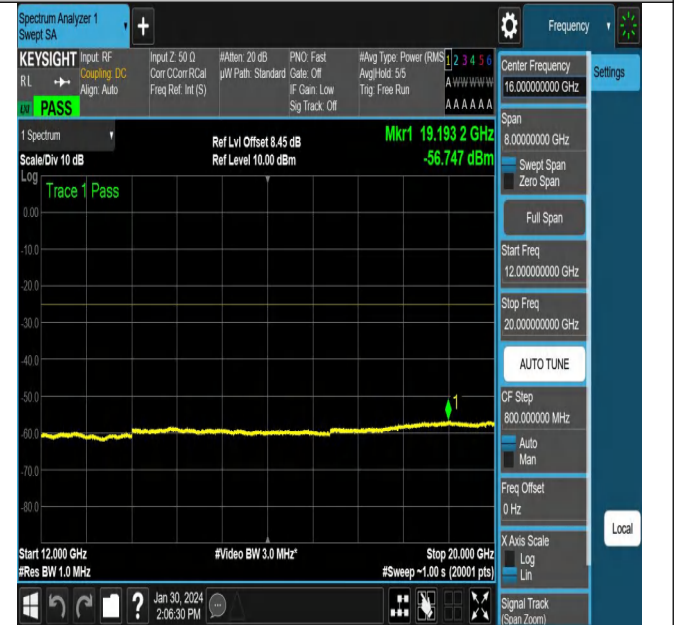 Spectrum Analyzer 1
Swept SA
+
Frequency
KEYSIGHT
Input: RF
Input Z: 50 Ω
#Atten: 20 dB
PNO: Fast
#Avg Type: Power (RMS
1 2 3 4 5 6
RL
Coupling: DC
Corr CCorr RCal
µW Path: Standard
Gate: Off
Avg|Hold: 5/5
A W W W W W
Align: Auto
Freq Ref: Int (S)
IF Gain: Low
Trig: Free Run
PASS
Sig Track: Off
A A A A A A
1 Spectrum
Ref Lvl Offset 8.45 dB
Mkr1 19.193 2 GHz
Scale/Div 10 dB
Ref Level 10.00 dBm
-56.747 dBm
Log
Trace 1 Pass
0.00
-10.0
-20.0
-30.0
-40.0
-50.0
1
-60.0
-70.0
-80.0
Start 12.000 GHz
#Video BW 3.0 MHz*
Stop 20.000 GHz
#Res BW 1.0 MHz
#Sweep ~1.00 s (20001 pts)
Center Frequency
16.000000000 GHz
Settings
Span
8.00000000 GHz
Swept Span
Zero Span
Full Span
Start Freq
12.000000000 GHz
Stop Freq
20.000000000 GHz
AUTO TUNE
CF Step
800.000000 MHz
Auto
Man
Freq Offset
0 Hz
Local
X Axis Scale
Log
Lin
Signal Track
(Span Zoom)
?
Jan 30, 2024
2:06:30 PM